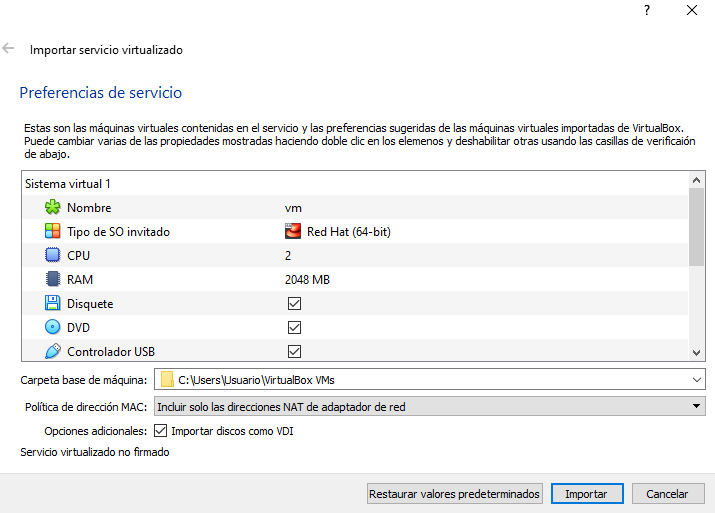 ?
Importar servicio virtualizado
Preferencias de servicio
Estas son las máquinas virtuales contenidas en el servicio y las preferencias sugeridas de las máquinas virtuales importadas de VirtualBox.
Puede cambiar varias de las propiedades mostradas haciendo doble clic en los elemenos y deshabilitar otras usando las casillas de verificaión
de abajo.
Sistema virtual 1
Nombre vm
Tipo de SO invitado Red Hat (64-bit)
CPU 2
RAM 2048 MB
Disquete
DVD
Controlador USB
Carpeta base de máquina: C:\Users\Usuario\VirtualBox VMs
Política de dirección MAC: Incluir solo las direcciones NAT de adaptador de red
Opciones adicionales: Importar discos como VDI
Servicio virtualizado no firmado
Restaurar valores predeterminados Importar Cancelar